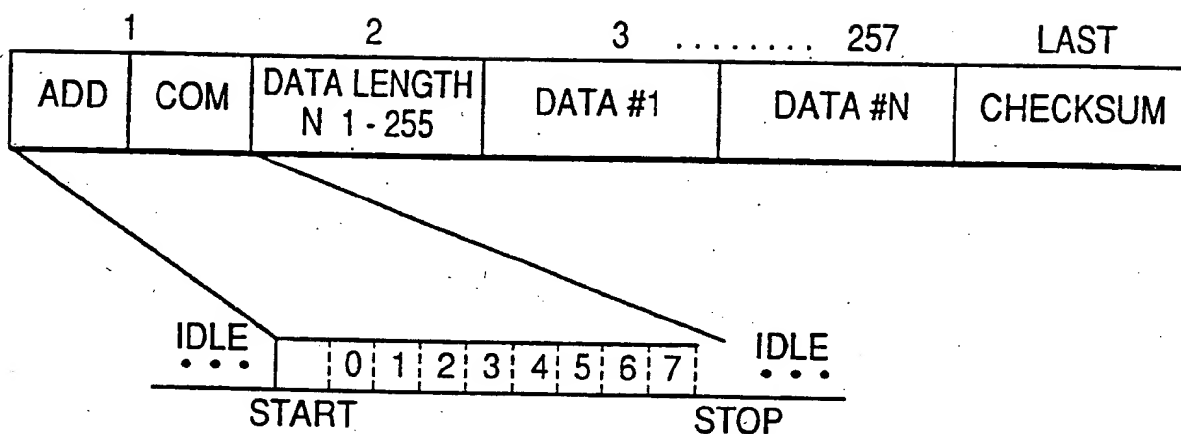 1 2 3 ........ 257 LAST
ADD COM DATA LENGTH N 1 - 255 DATA #1 DATA #N CHECKSUM
IDLE ••• 0 1 2 3 4 5 6 7 IDLE •••
START STOP